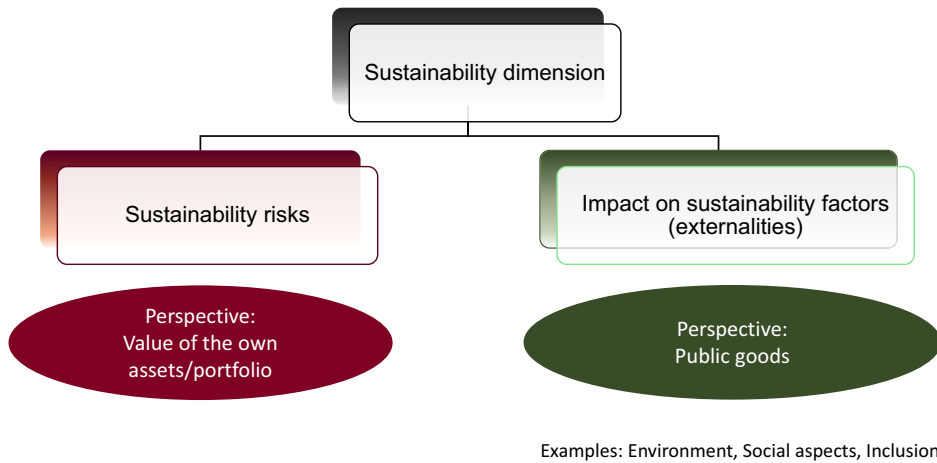 Sustainability dimension
Sustainability risks
Impact on sustainability factors
(externalities)
Perspective:
Value of the own
assets/portfolio
Perspective:
Public goods
Examples: Environment, Social aspects, Inclusion